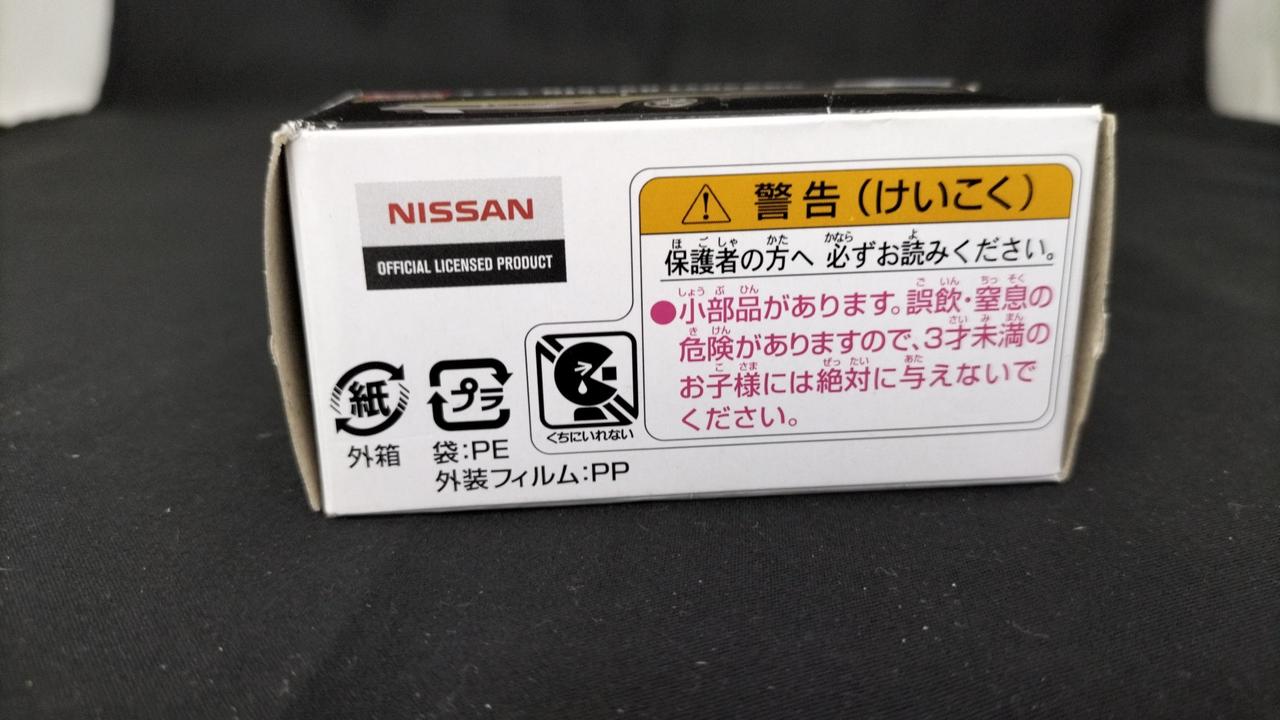 NISSAN
OFFICIAL LICENSED PRODUCT
紙
外箱
プラ
袋:PE
外装フィルム:PP
くちにいれない
警告(けいこく)
保護者の方へ 必ずお読みください。
●小部品があります。誤飲・窒息の
危険がありますので、3才未満の
お子様には絶対に与えないで
ください。